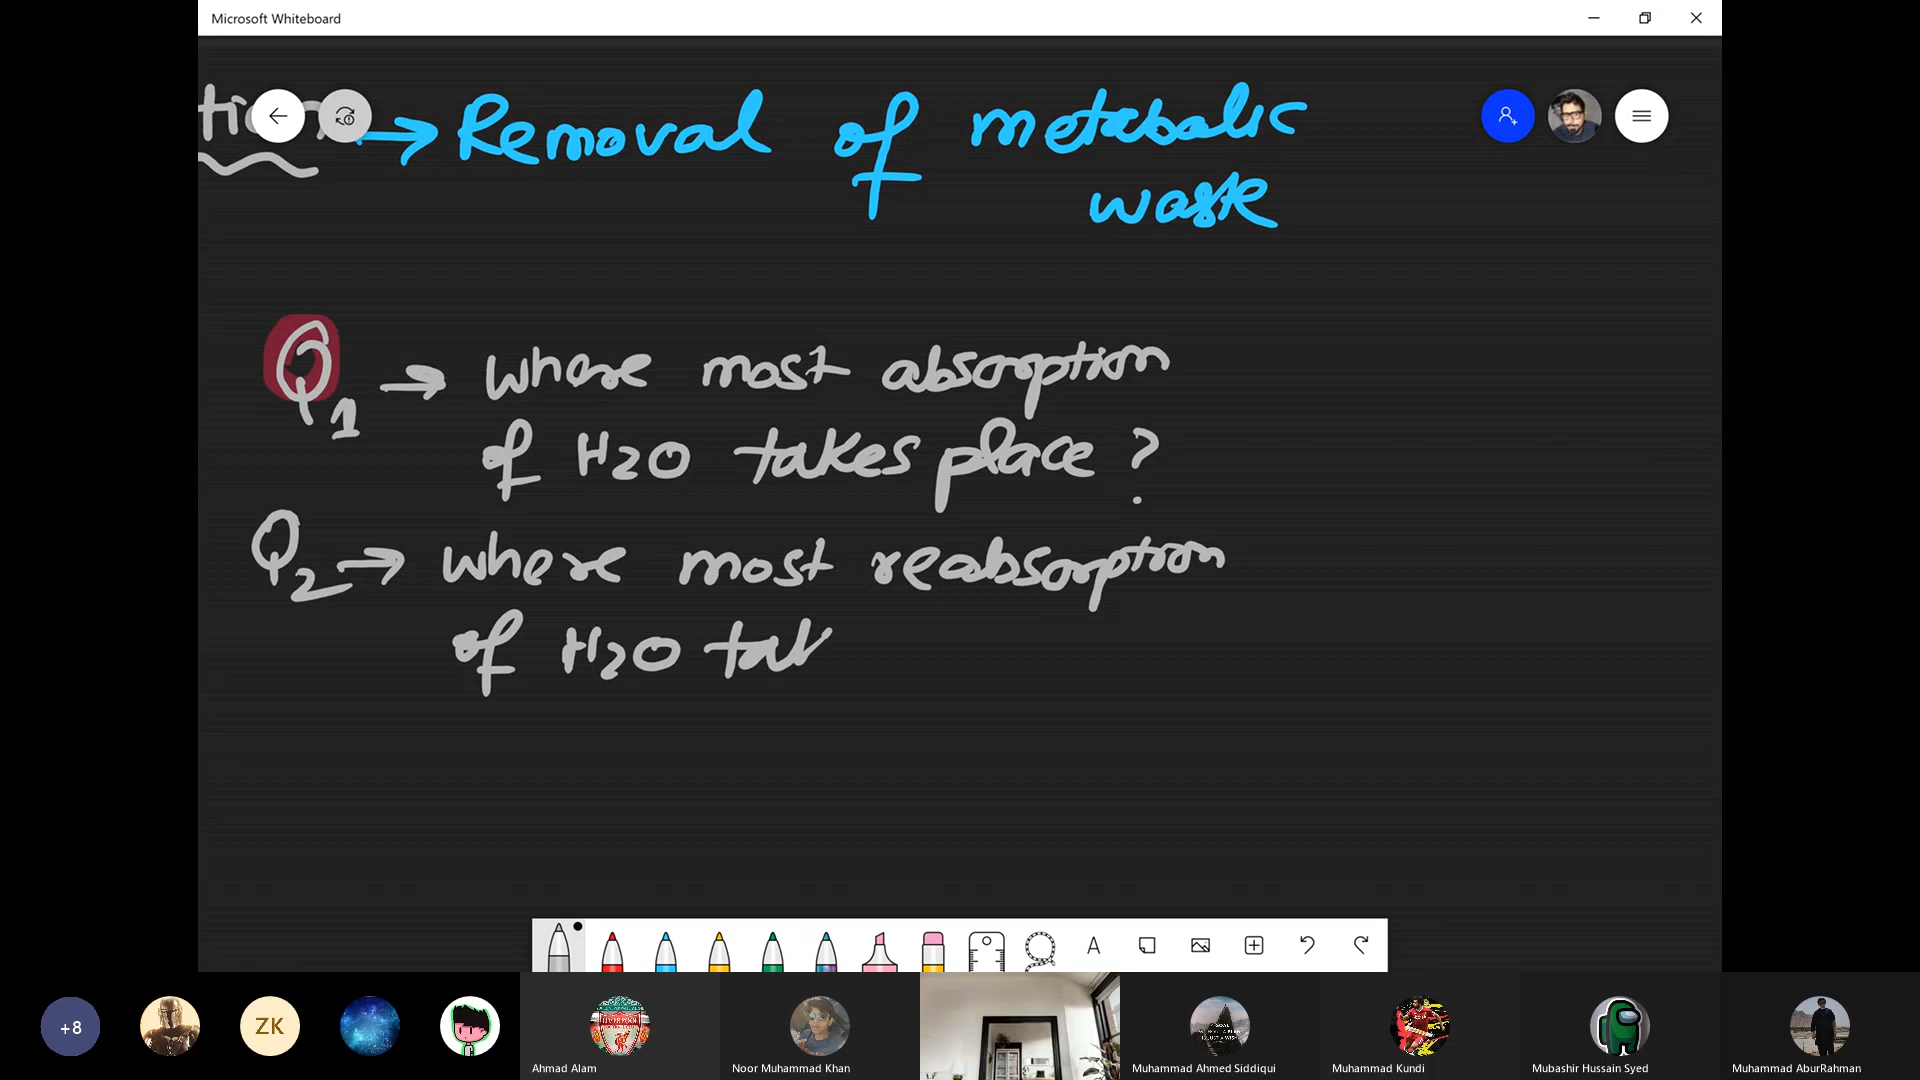 Microsoft Whiteboard
tion → Removal of metabolic
waste
Q1 → where most absorption
of H2O takes place ?
Q2 → where most reabsorption
of H2O tak
A
+8
ZK
Ahmad Alam
Noor Muhammad Khan
Muhammad Ahmed Siddiqui
Muhammad Kundi
Mubashir Hussain Syed
Muhammad AburRahman